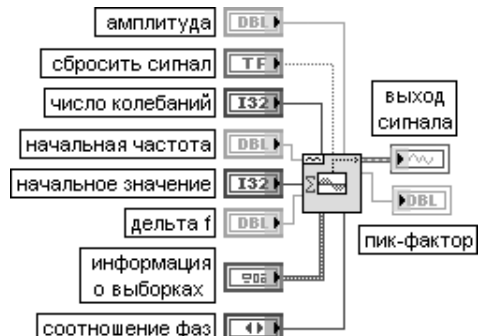 амплитуда
DBL
сбросить сигнал
TF
число колебаний
I32
выход
сигнала
начальная частота
DBL
начальное значение
I32
DBL
дельта f
DBL
пик-фактор
информация
о выборках
соотношение фаз